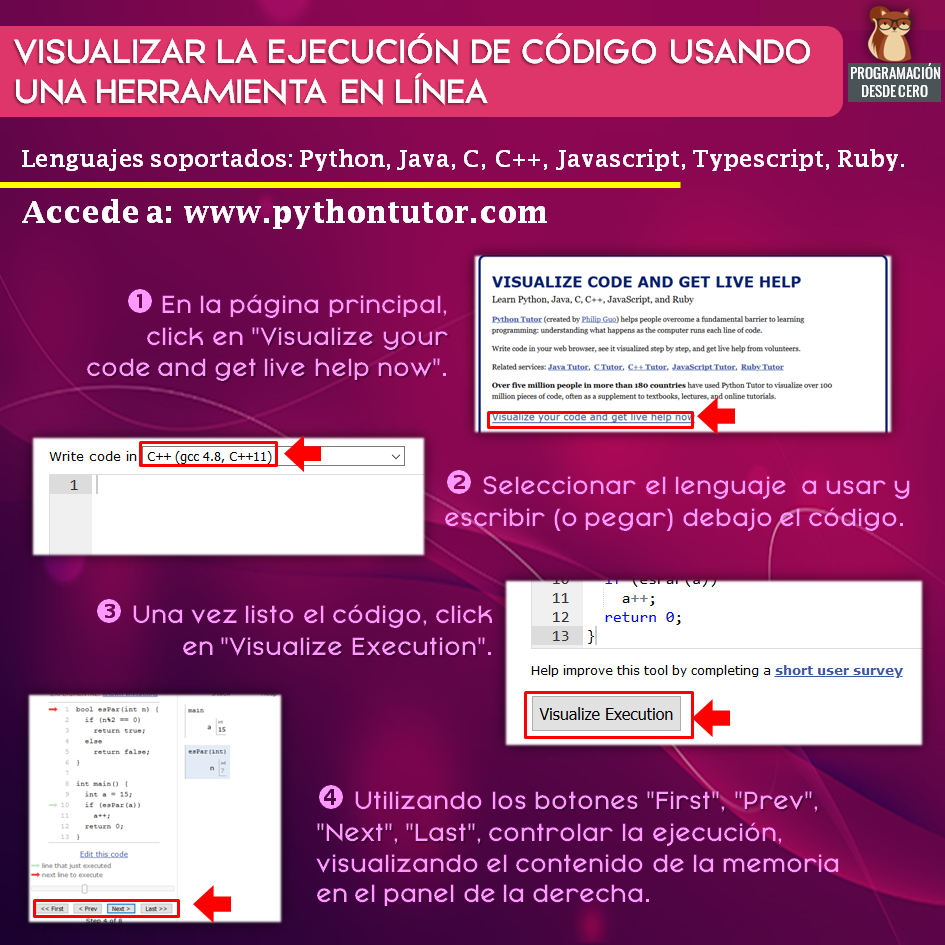 VISUALIZAR LA EJECUCIÓN DE CÓDIGO USANDO
UNA HERRAMIENTA EN LÍNEA
PROGRAMACIÓN
DESDE CERO
Lenguajes soportados: Python, Java, C, C++, Javascript, Typescript, Ruby.
Accede a: www.pythontutor.com
❶ En la página principal,
click en "Visualize your
code and get live help now".
VISUALIZE CODE AND GET LIVE HELP
Learn Python, Java, C, C++, JavaScript, and Ruby
Python Tutor (created by Philip Guo) helps people overcome a fundamental barrier to learning
programming: understanding what happens as the computer runs each line of code.
Write code in your web browser, see it visualized step by step, and get live help from volunteers.
Related services: Java Tutor, C Tutor, C++ Tutor, JavaScript Tutor, Ruby Tutor
Over five million people in more than 180 countries have used Python Tutor to visualize over 100
million pieces of code, often as a supplement to textbooks, lectures, and online tutorials.
Visualize your code and get live help now
Write code in C++ (gcc 4.8, C++11)
1
❷ Seleccionar el lenguaje a usar y
escribir (o pegar) debajo el código.
❸ Una vez listo el código, click
en "Visualize Execution".
10 if (esPar(a))
11 a++;
12 return 0;
13 }
Help improve this tool by completing a short user survey
Visualize Execution
1 bool esPar(int n) {
2 if (n%2 == 0)
3 return true;
4 else
5 return false;
6 }
7
8 int main() {
9 int a = 15;
10 if (esPar(a))
11 a++;
12 return 0;
13 }
main
a int
15
esPar(int)
n int
?
Edit this code
line that just executed
next line to execute
<< First < Prev Next > Last >>
Step 4 of 8
❹ Utilizando los botones "First", "Prev",
"Next", "Last", controlar la ejecución,
visualizando el contenido de la memoria
en el panel de la derecha.